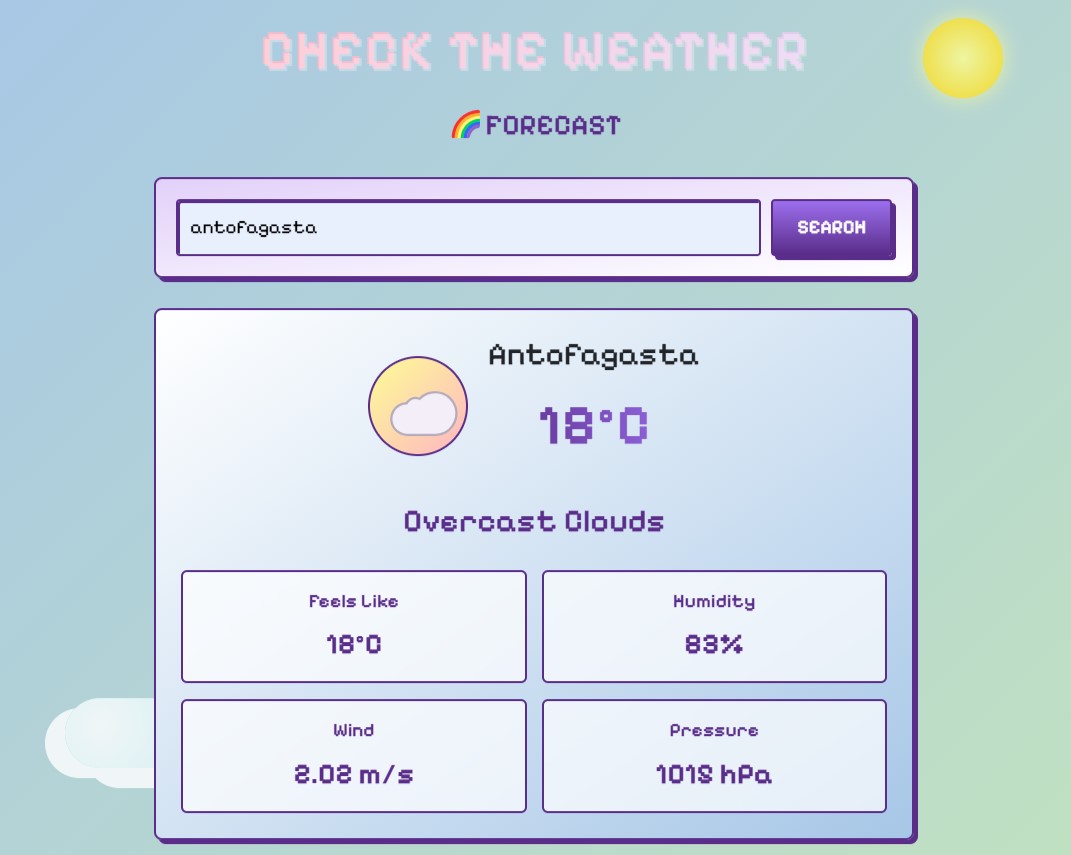 CHECK THE WEATHER
🌈 FORECAST
antofagasta
SEARCH
Antofagasta
18°C
Overcast Clouds
Feels Like
18°C
Humidity
83%
Wind
2.02 m/s
Pressure
1015 hPa